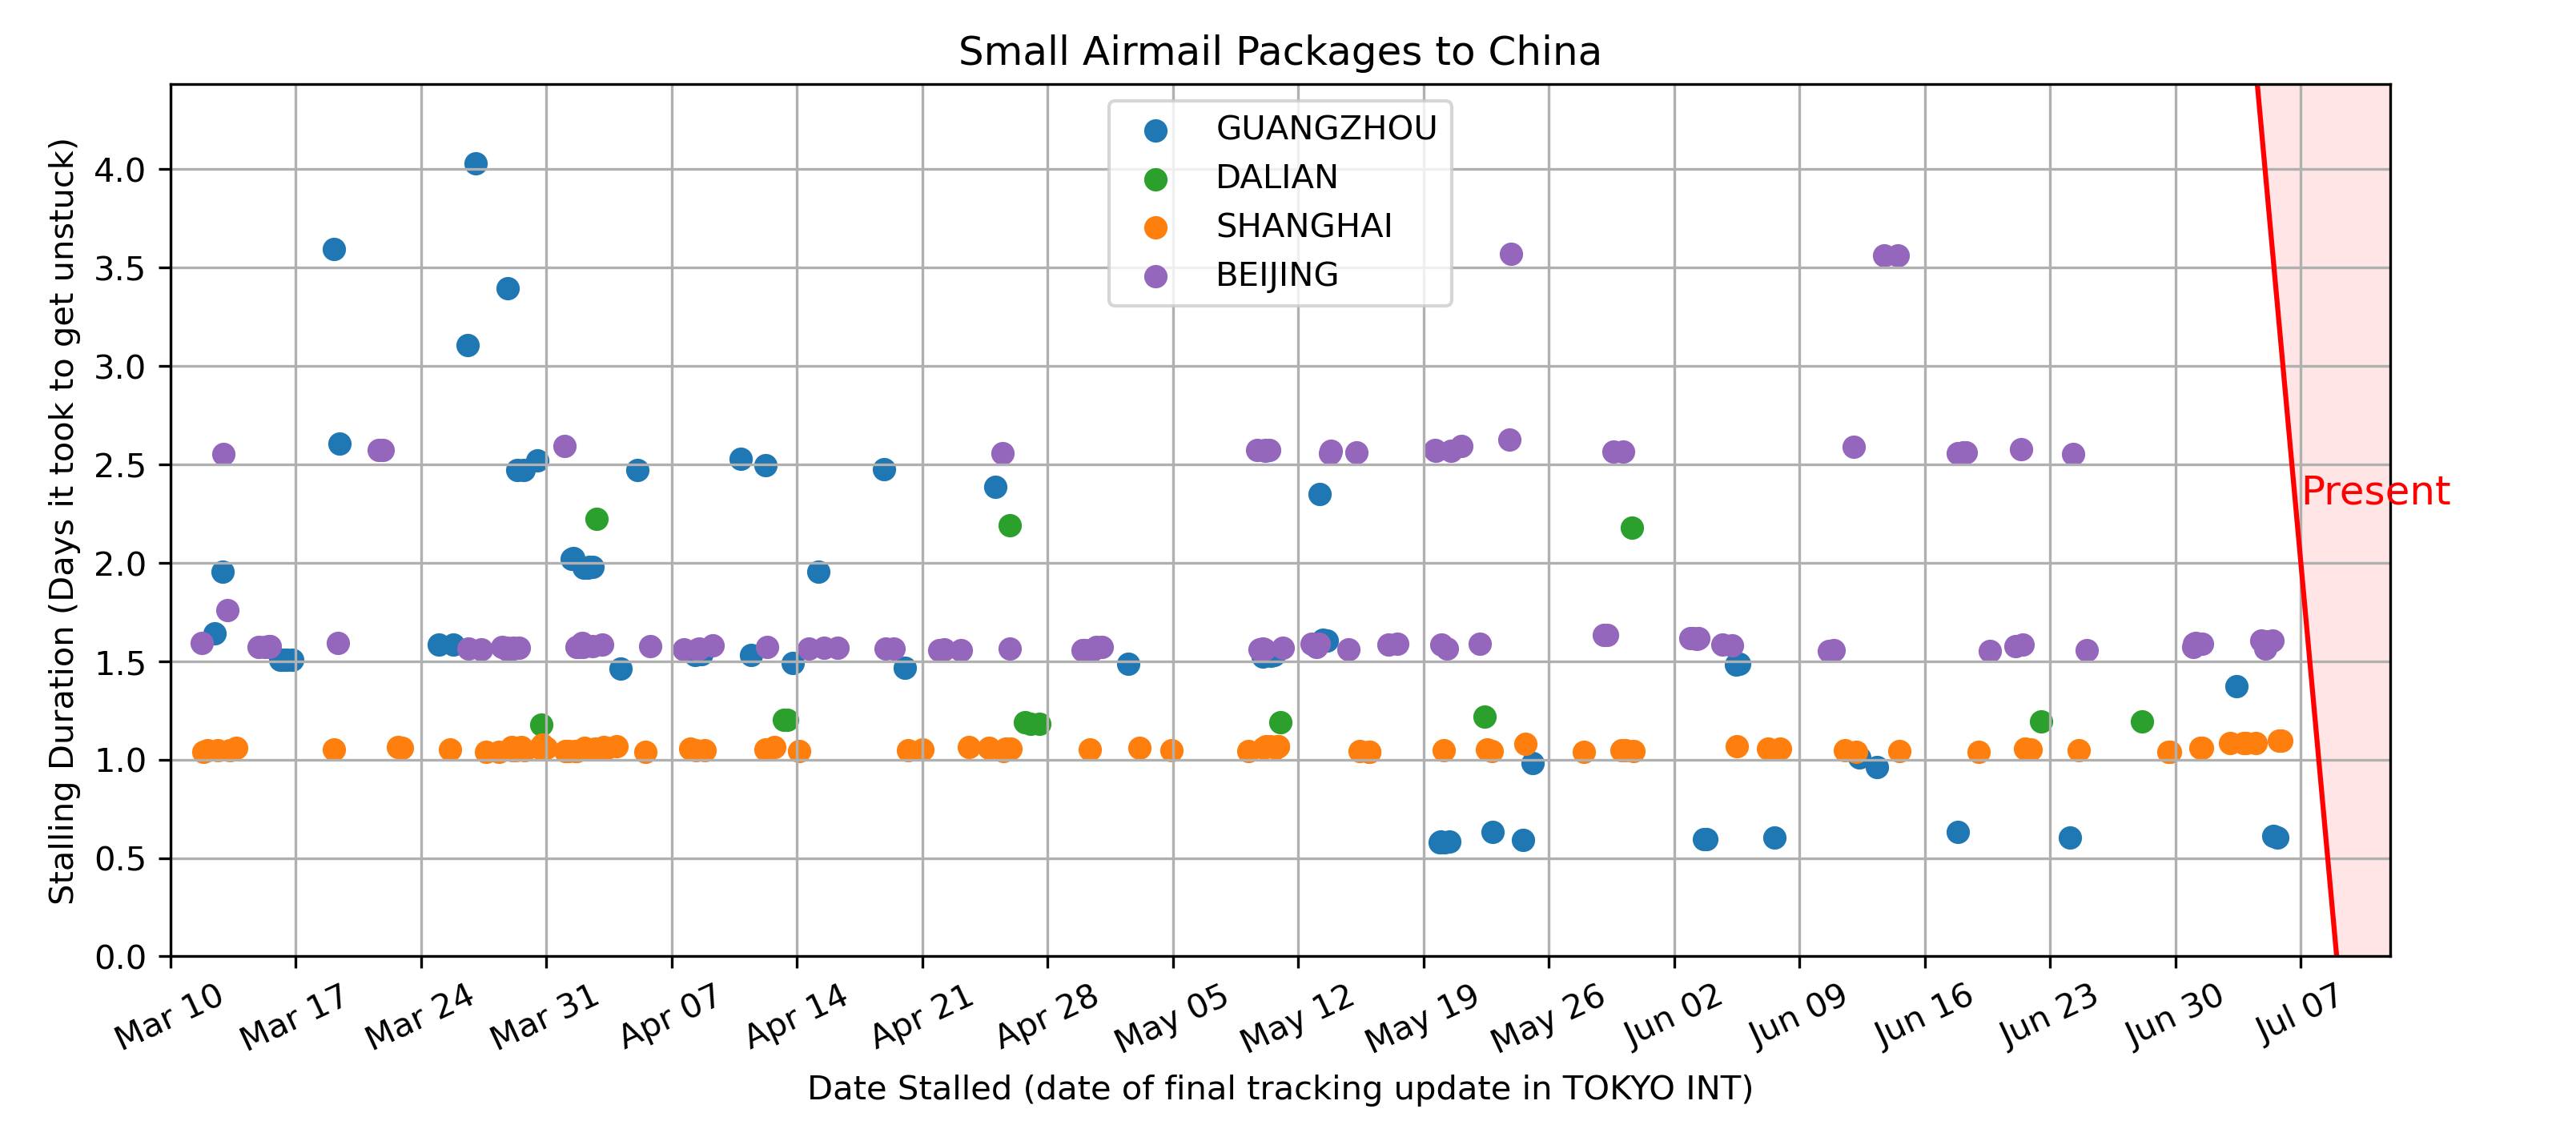 Small Airmail Packages to China
GUANGZHOU
DALIAN
SHANGHAI
BEIJING
Stalling Duration (Days it took to get unstuck)
4.0
3.5
3.0
2.5
2.0
1.5
1.0
0.5
0.0
Present
Mar 10
Mar 17
Mar 24
Mar 31
Apr 07
Apr 14
Apr 21
Apr 28
May 05
May 12
May 19
May 26
Jun 02
Jun 09
Jun 16
Jun 23
Jun 30
Jul 07
Date Stalled (date of final tracking update in TOKYO INT)